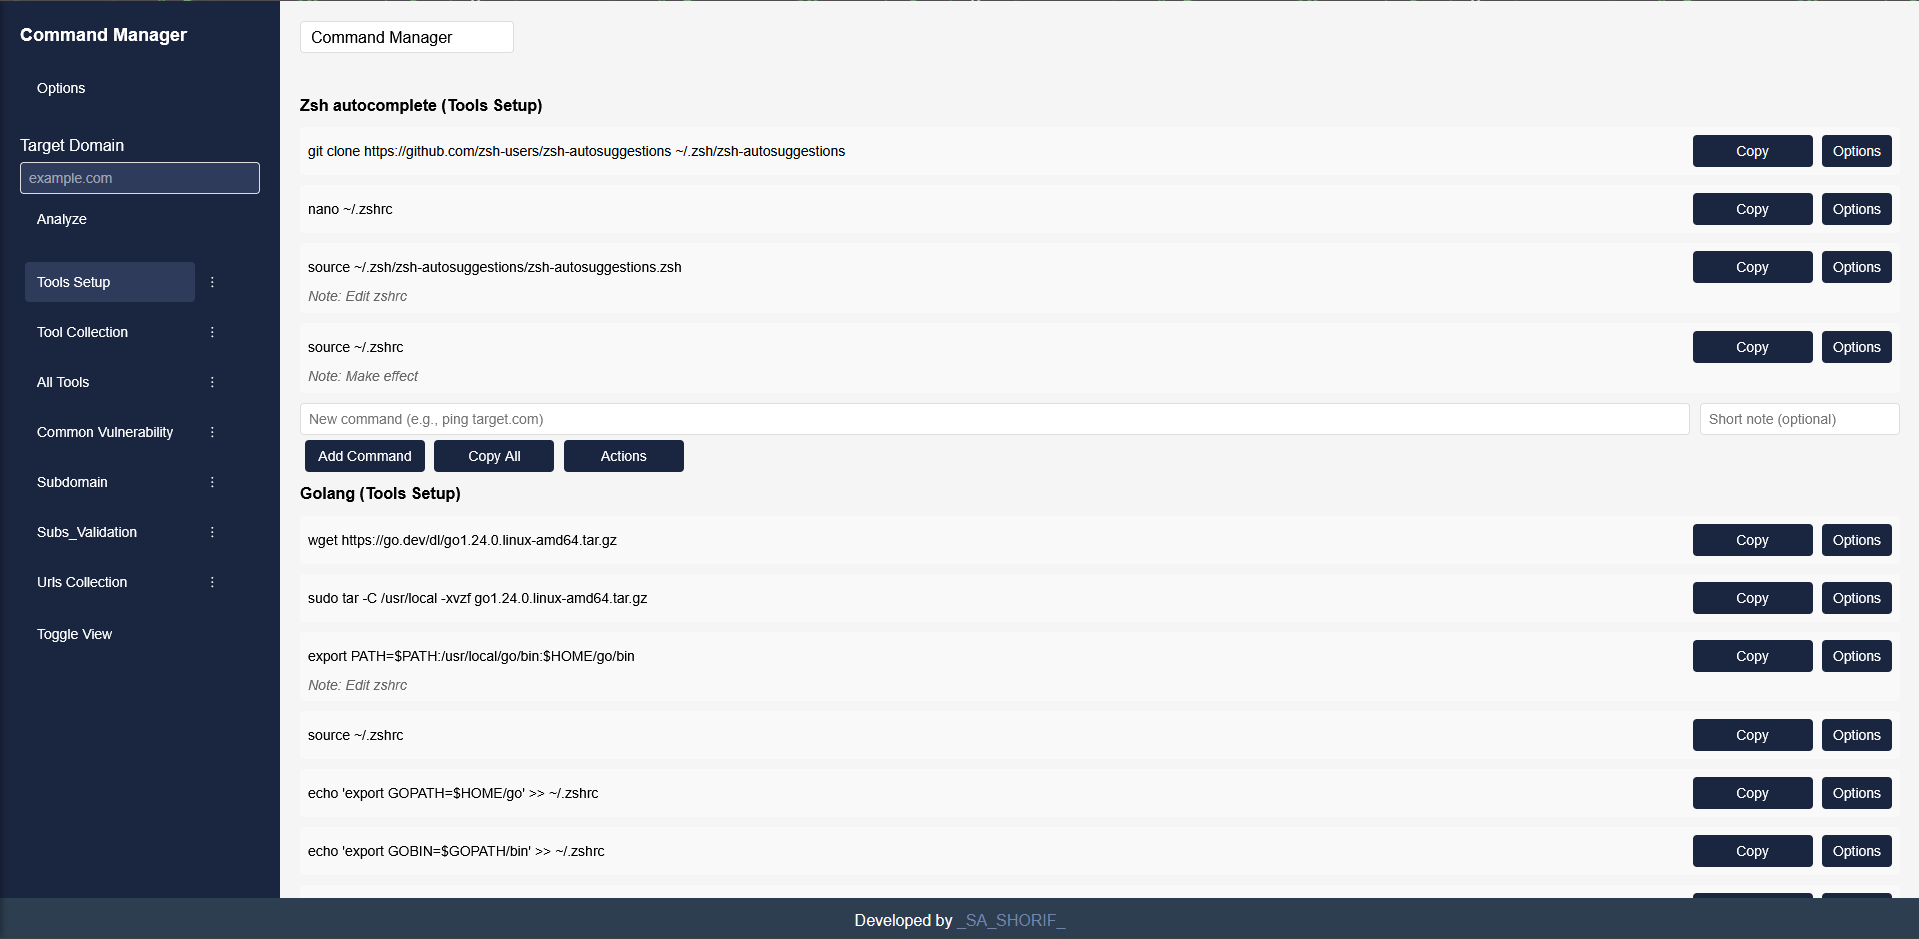 Command Manager
Options
Target Domain
example.com
Analyze
Tools Setup
Tool Collection
All Tools
Common Vulnerability
Subdomain
Subs_Validation
Urls Collection
Toggle View
Command Manager
Zsh autocomplete (Tools Setup)
git clone https://github.com/zsh-users/zsh-autosuggestions ~/.zsh/zsh-autosuggestions Copy Options
nano ~/.zshrc Copy Options
source ~/.zsh/zsh-autosuggestions/zsh-autosuggestions.zsh Copy Options
Note: Edit zshrc
source ~/.zshrc Copy Options
Note: Make effect
New command (e.g., ping target.com) Short note (optional)
Add Command Copy All Actions
Golang (Tools Setup)
wget https://go.dev/dl/go1.24.0.linux-amd64.tar.gz Copy Options
sudo tar -C /usr/local -xvzf go1.24.0.linux-amd64.tar.gz Copy Options
export PATH=$PATH:/usr/local/go/bin:$HOME/go/bin Copy Options
Note: Edit zshrc
source ~/.zshrc Copy Options
echo 'export GOPATH=$HOME/go' >> ~/.zshrc Copy Options
echo 'export GOBIN=$GOPATH/bin' >> ~/.zshrc Copy Options
Developed by _SA_SHORIF_